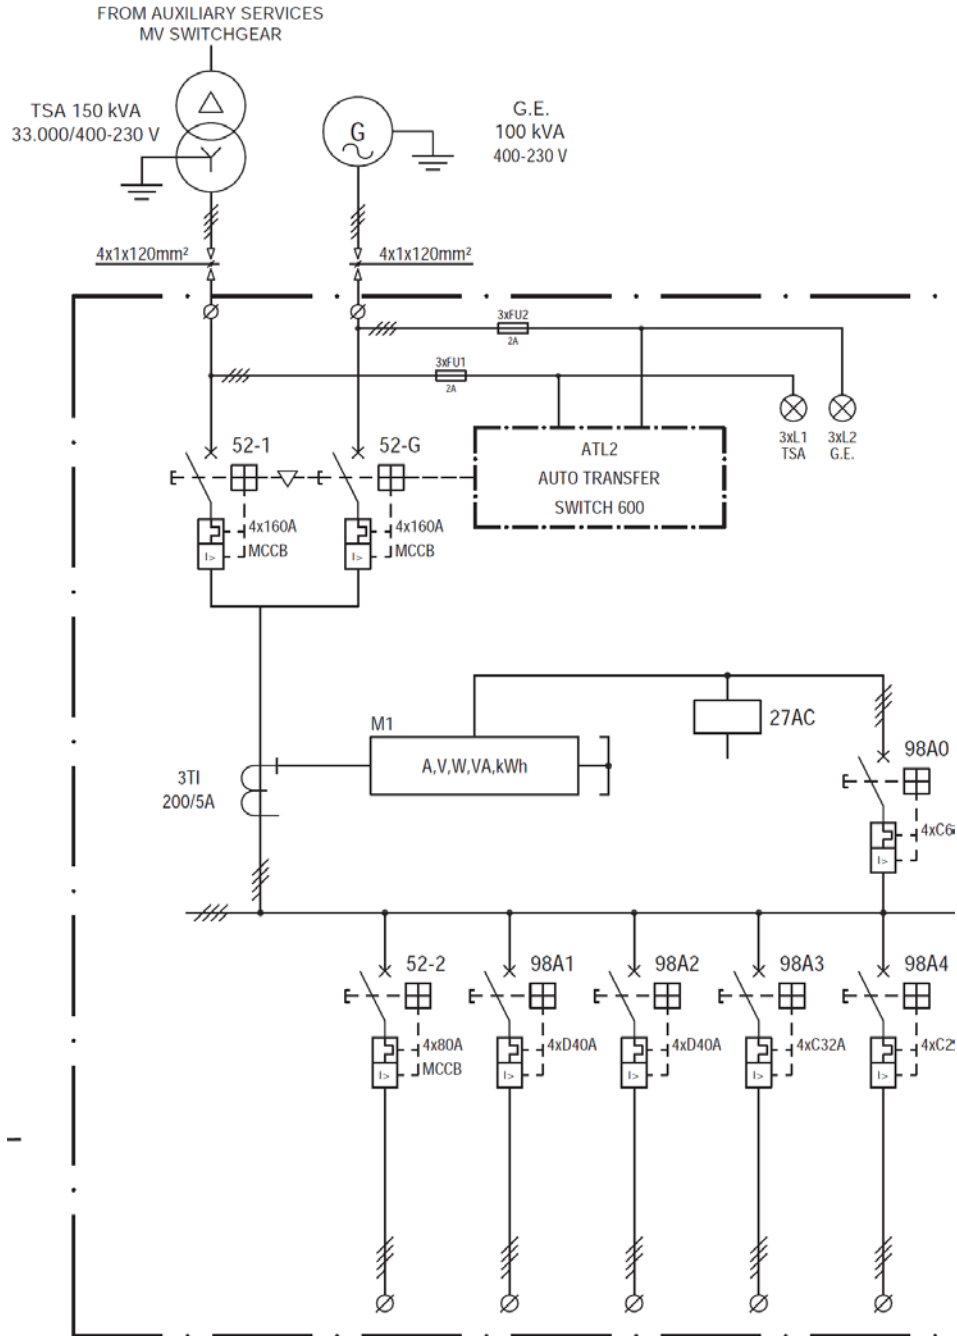 FROM AUXILIARY SERVICES
MV SWITCHGEAR
TSA 150 kVA
33.000/400-230 V
G
G.E.
100 kVA
400-230 V
4x1x120mm²
4x1x120mm²
3xFU2
2A
3xFU1
2A
3xL1
TSA
3xL2
G.E.
ATL2
AUTO TRANSFER
SWITCH 600
52-1
4x160A
MCCB
I>
52-G
4x160A
MCCB
I>
M1
A,V,W,VA,kWh
27AC
3TI
200/5A
98A0
4xC6
I>
52-2
4x80A
MCCB
I>
98A1
4xD40A
I>
98A2
4xD40A
I>
98A3
4xC32A
I>
98A4
4xC2
I>